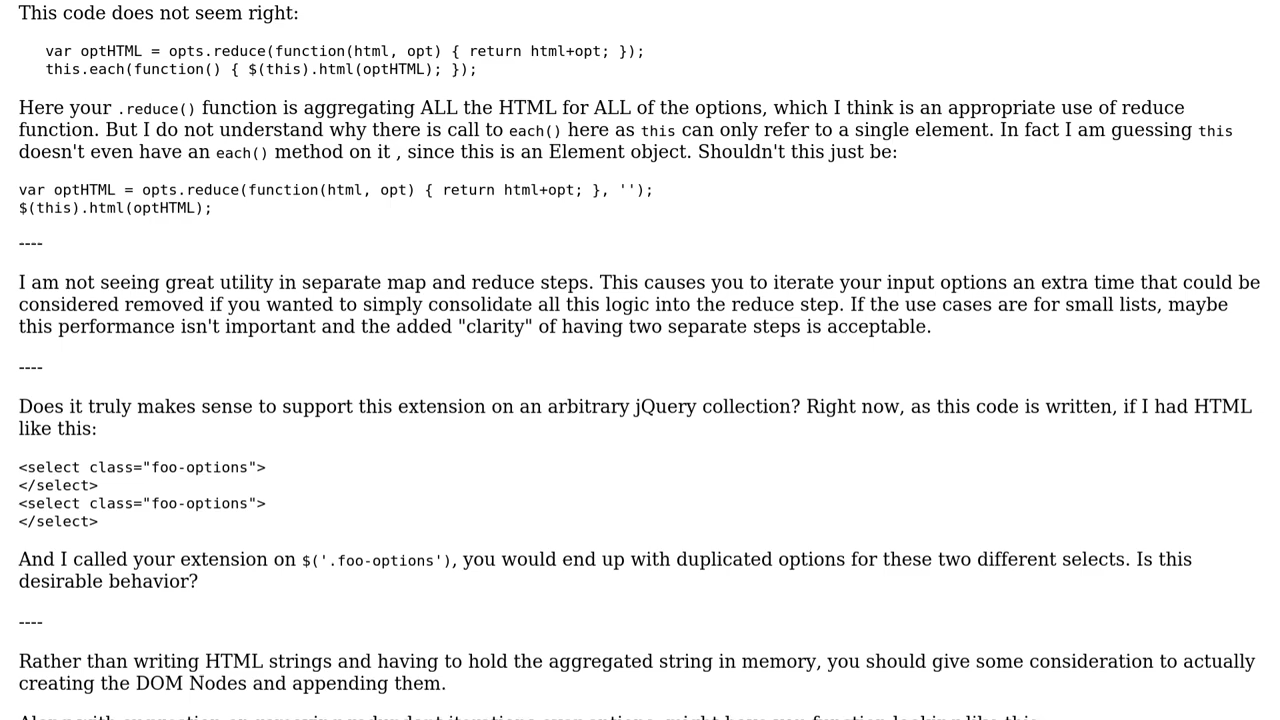 This code does not seem right:
var optHTML = opts.reduce(function(html, opt) { return html+opt; });
this.each(function() { $(this).html(optHTML); });
Here your .reduce() function is aggregating ALL the HTML for ALL of the options, which I think is an appropriate use of reduce
function. But I do not understand why there is call to each() here as this can only refer to a single element. In fact I am guessing this
doesn't even have an each() method on it , since this is an Element object. Shouldn't this just be:
var optHTML = opts.reduce(function(html, opt) { return html+opt; }, '');
$(this).html(optHTML);
----
I am not seeing great utility in separate map and reduce steps. This causes you to iterate your input options an extra time that could be
considered removed if you wanted to simply consolidate all this logic into the reduce step. If the use cases are for small lists, maybe
this performance isn't important and the added "clarity" of having two separate steps is acceptable.
----
Does it truly makes sense to support this extension on an arbitrary jQuery collection? Right now, as this code is written, if I had HTML
like this:
<select class="foo-options">
</select>
<select class="foo-options">
</select>
And I called your extension on $('.foo-options'), you would end up with duplicated options for these two different selects. Is this
desirable behavior?
----
Rather than writing HTML strings and having to hold the aggregated string in memory, you should give some consideration to actually
creating the DOM Nodes and appending them.